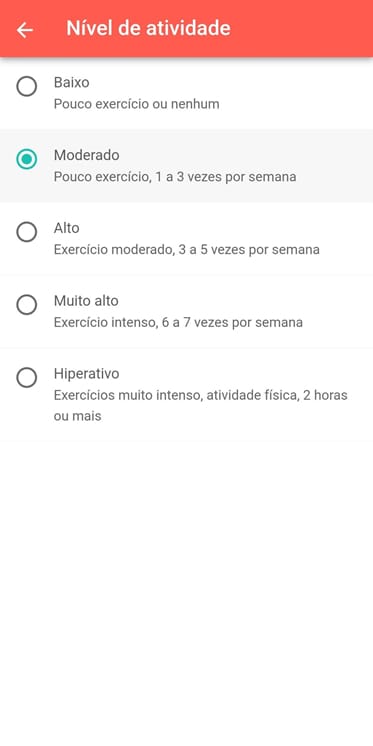 Nível de atividade
Baixo
Pouco exercício ou nenhum
Moderado
Pouco exercício, 1 a 3 vezes por semana
Alto
Exercício moderado, 3 a 5 vezes por semana
Muito alto
Exercício intenso, 6 a 7 vezes por semana
Hiperativo
Exercícios muito intenso, atividade física, 2 horas
ou mais